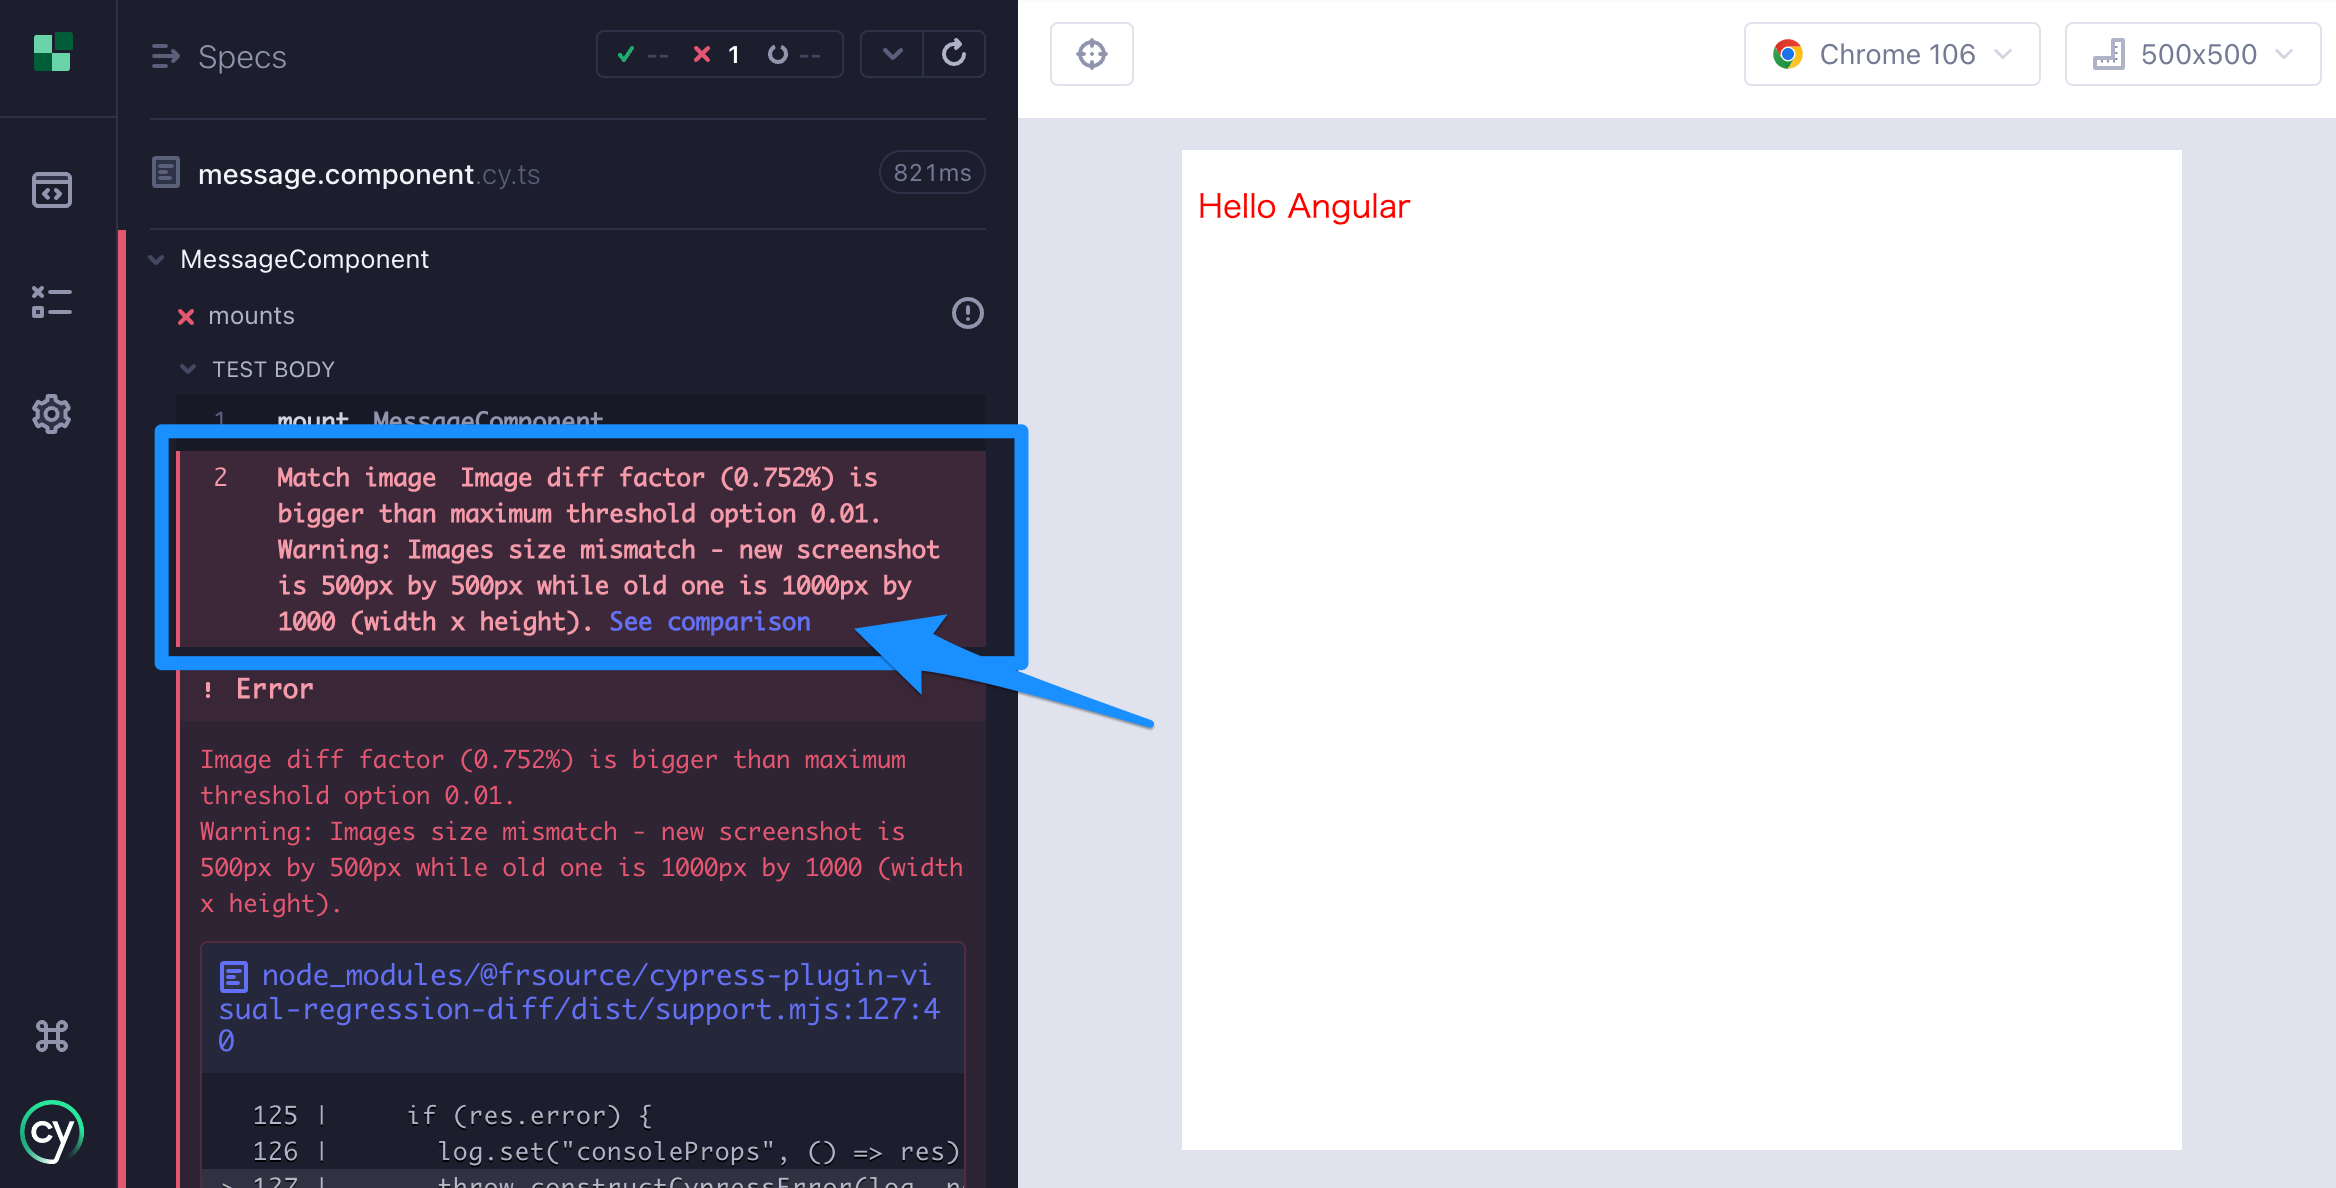 Specs
-- 1 --
message.component.cy.ts
821ms
MessageComponent
mounts
TEST BODY
1 mount MessageComponent
2 Match image Image diff factor (0.752%) is
bigger than maximum threshold option 0.01.
Warning: Images size mismatch - new screenshot
is 500px by 500px while old one is 1000px by
1000 (width x height). See comparison
! Error
Image diff factor (0.752%) is bigger than maximum
threshold option 0.01.
Warning: Images size mismatch - new screenshot is
500px by 500px while old one is 1000px by 1000 (width
x height).
node_modules/@frsource/cypress-plugin-vi
sual-regression-diff/dist/support.mjs:127:4
0
125 | if (res.error) {
126 | log.set("consoleProps", () => res)
> 127 | throw constructCypressError(log,
cy
Chrome 106
500x500
Hello Angular